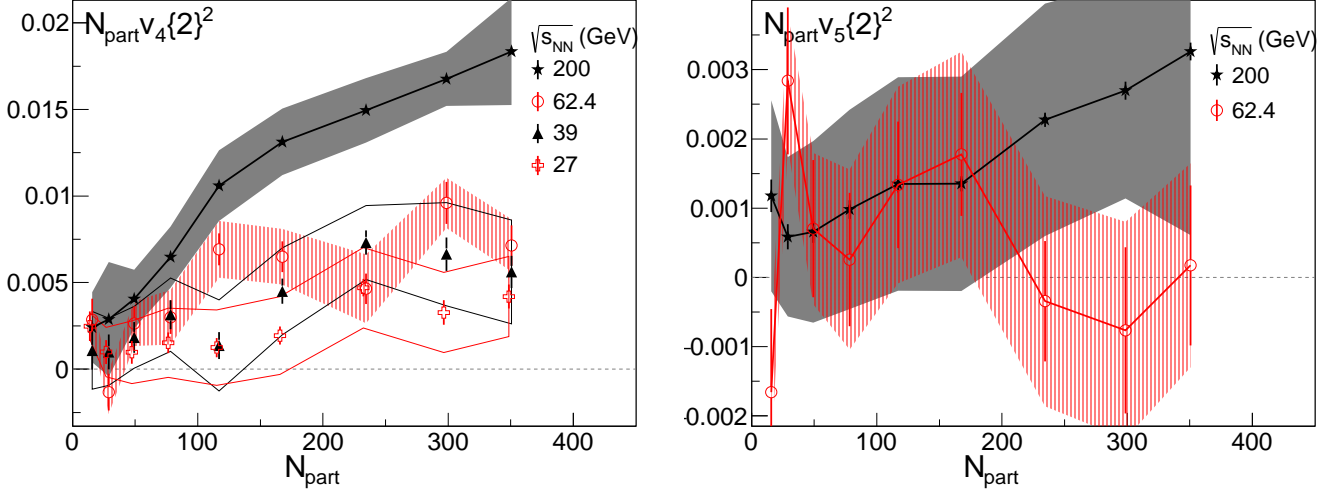 N_part v_4{2}^2
√s_NN (GeV)
200
62.4
39
27
0.02
0.015
0.01
0.005
0
0 100 200 300 400
N_part
N_part v_5{2}^2
√s_NN (GeV)
200
62.4
0.003
0.002
0.001
0
-0.001
-0.002
0 100 200 300 400
N_part